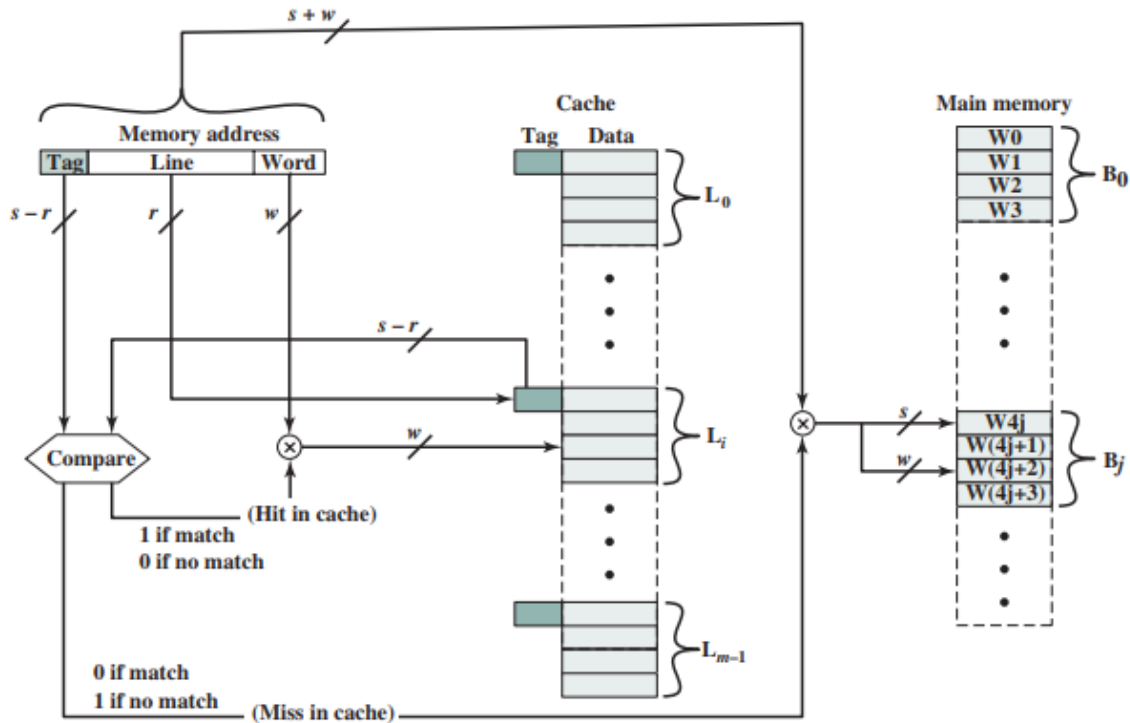 s + w
Cache
Main memory
Memory address
Tag Data
W0
Tag Line Word
W1
B0
L0
W2
s – r
r
w
W3
s – r
W4j
s
Li
w
W(4j+1)
Bj
Compare
w
W(4j+2)
W(4j+3)
(Hit in cache)
1 if match
0 if no match
Lm–1
0 if match
1 if no match
(Miss in cache)